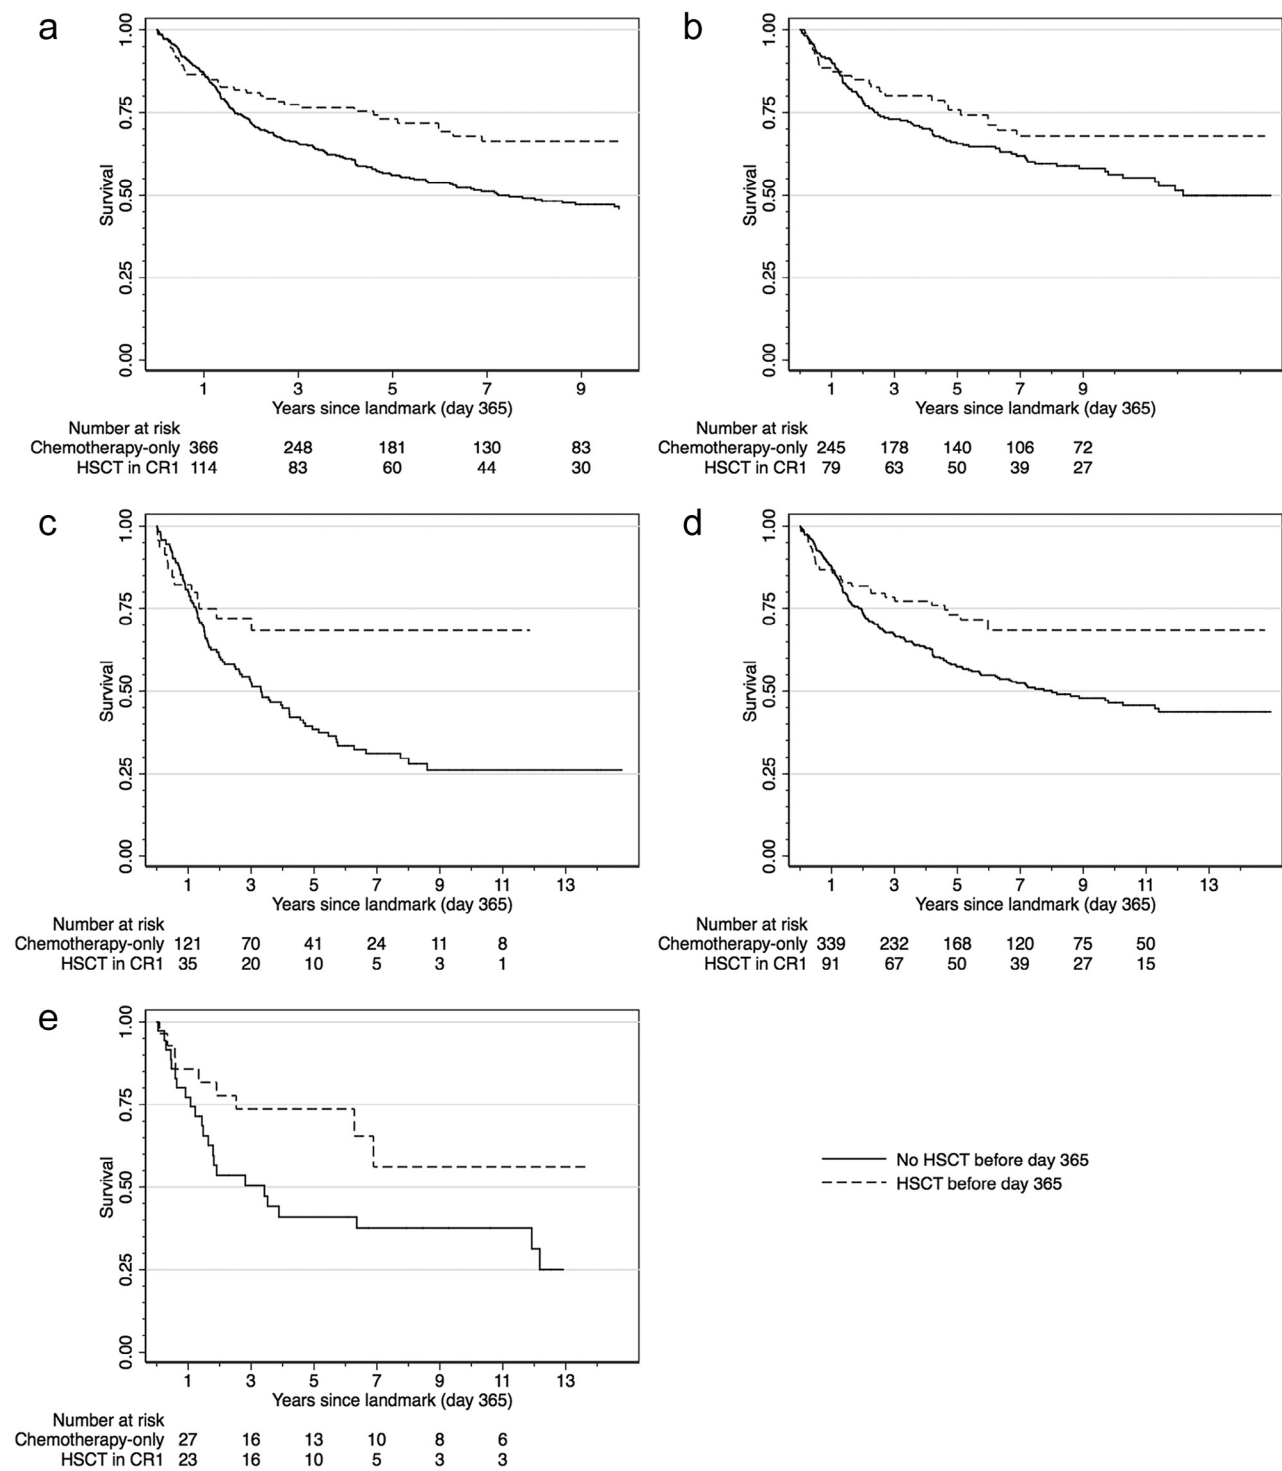 a
1.00
0.75
0.50
0.25
0.00
Survival
1 3 5 7 9
Years since landmark (day 365)
Number at risk
Chemotherapy-only 366 248 181 130 83
HSCT in CR1 114 83 60 44 30
b
1.00
0.75
0.50
0.25
0.00
Survival
1 3 5 7 9
Years since landmark (day 365)
Number at risk
Chemotherapy-only 245 178 140 106 72
HSCT in CR1 79 63 50 39 27
c
1.00
0.75
0.50
0.25
0.00
Survival
1 3 5 7 9 11 13
Years since landmark (day 365)
Number at risk
Chemotherapy-only 121 70 41 24 11 8
HSCT in CR1 35 20 10 5 3 1
d
1.00
0.75
0.50
0.25
0.00
Survival
1 3 5 7 9 11 13
Years since landmark (day 365)
Number at risk
Chemotherapy-only 339 232 168 120 75 50
HSCT in CR1 91 67 50 39 27 15
e
1.00
0.75
0.50
0.25
0.00
Survival
1 3 5 7 9 11 13
Years since landmark (day 365)
Number at risk
Chemotherapy-only 27 16 13 10 8 6
HSCT in CR1 23 16 10 5 3 3
No HSCT before day 365
HSCT before day 365